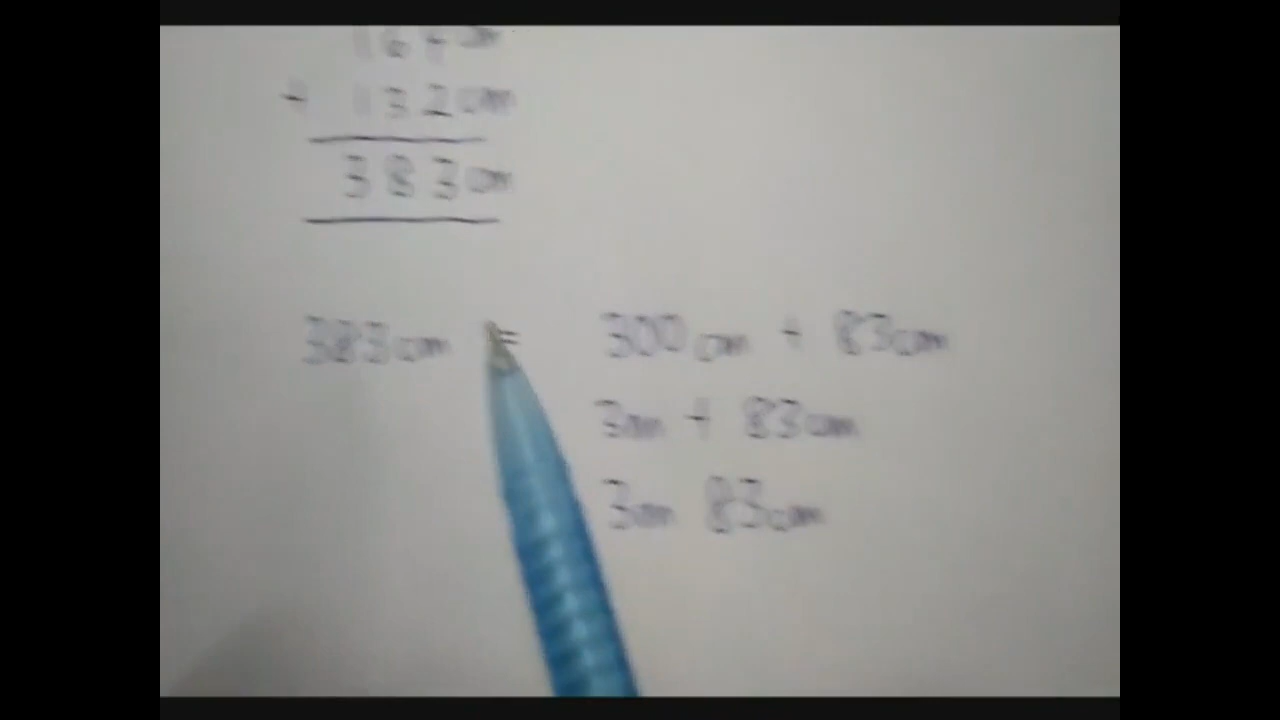 + 132cm
383cm
383cm = 300cm + 83cm
3m + 83cm
3m 83cm